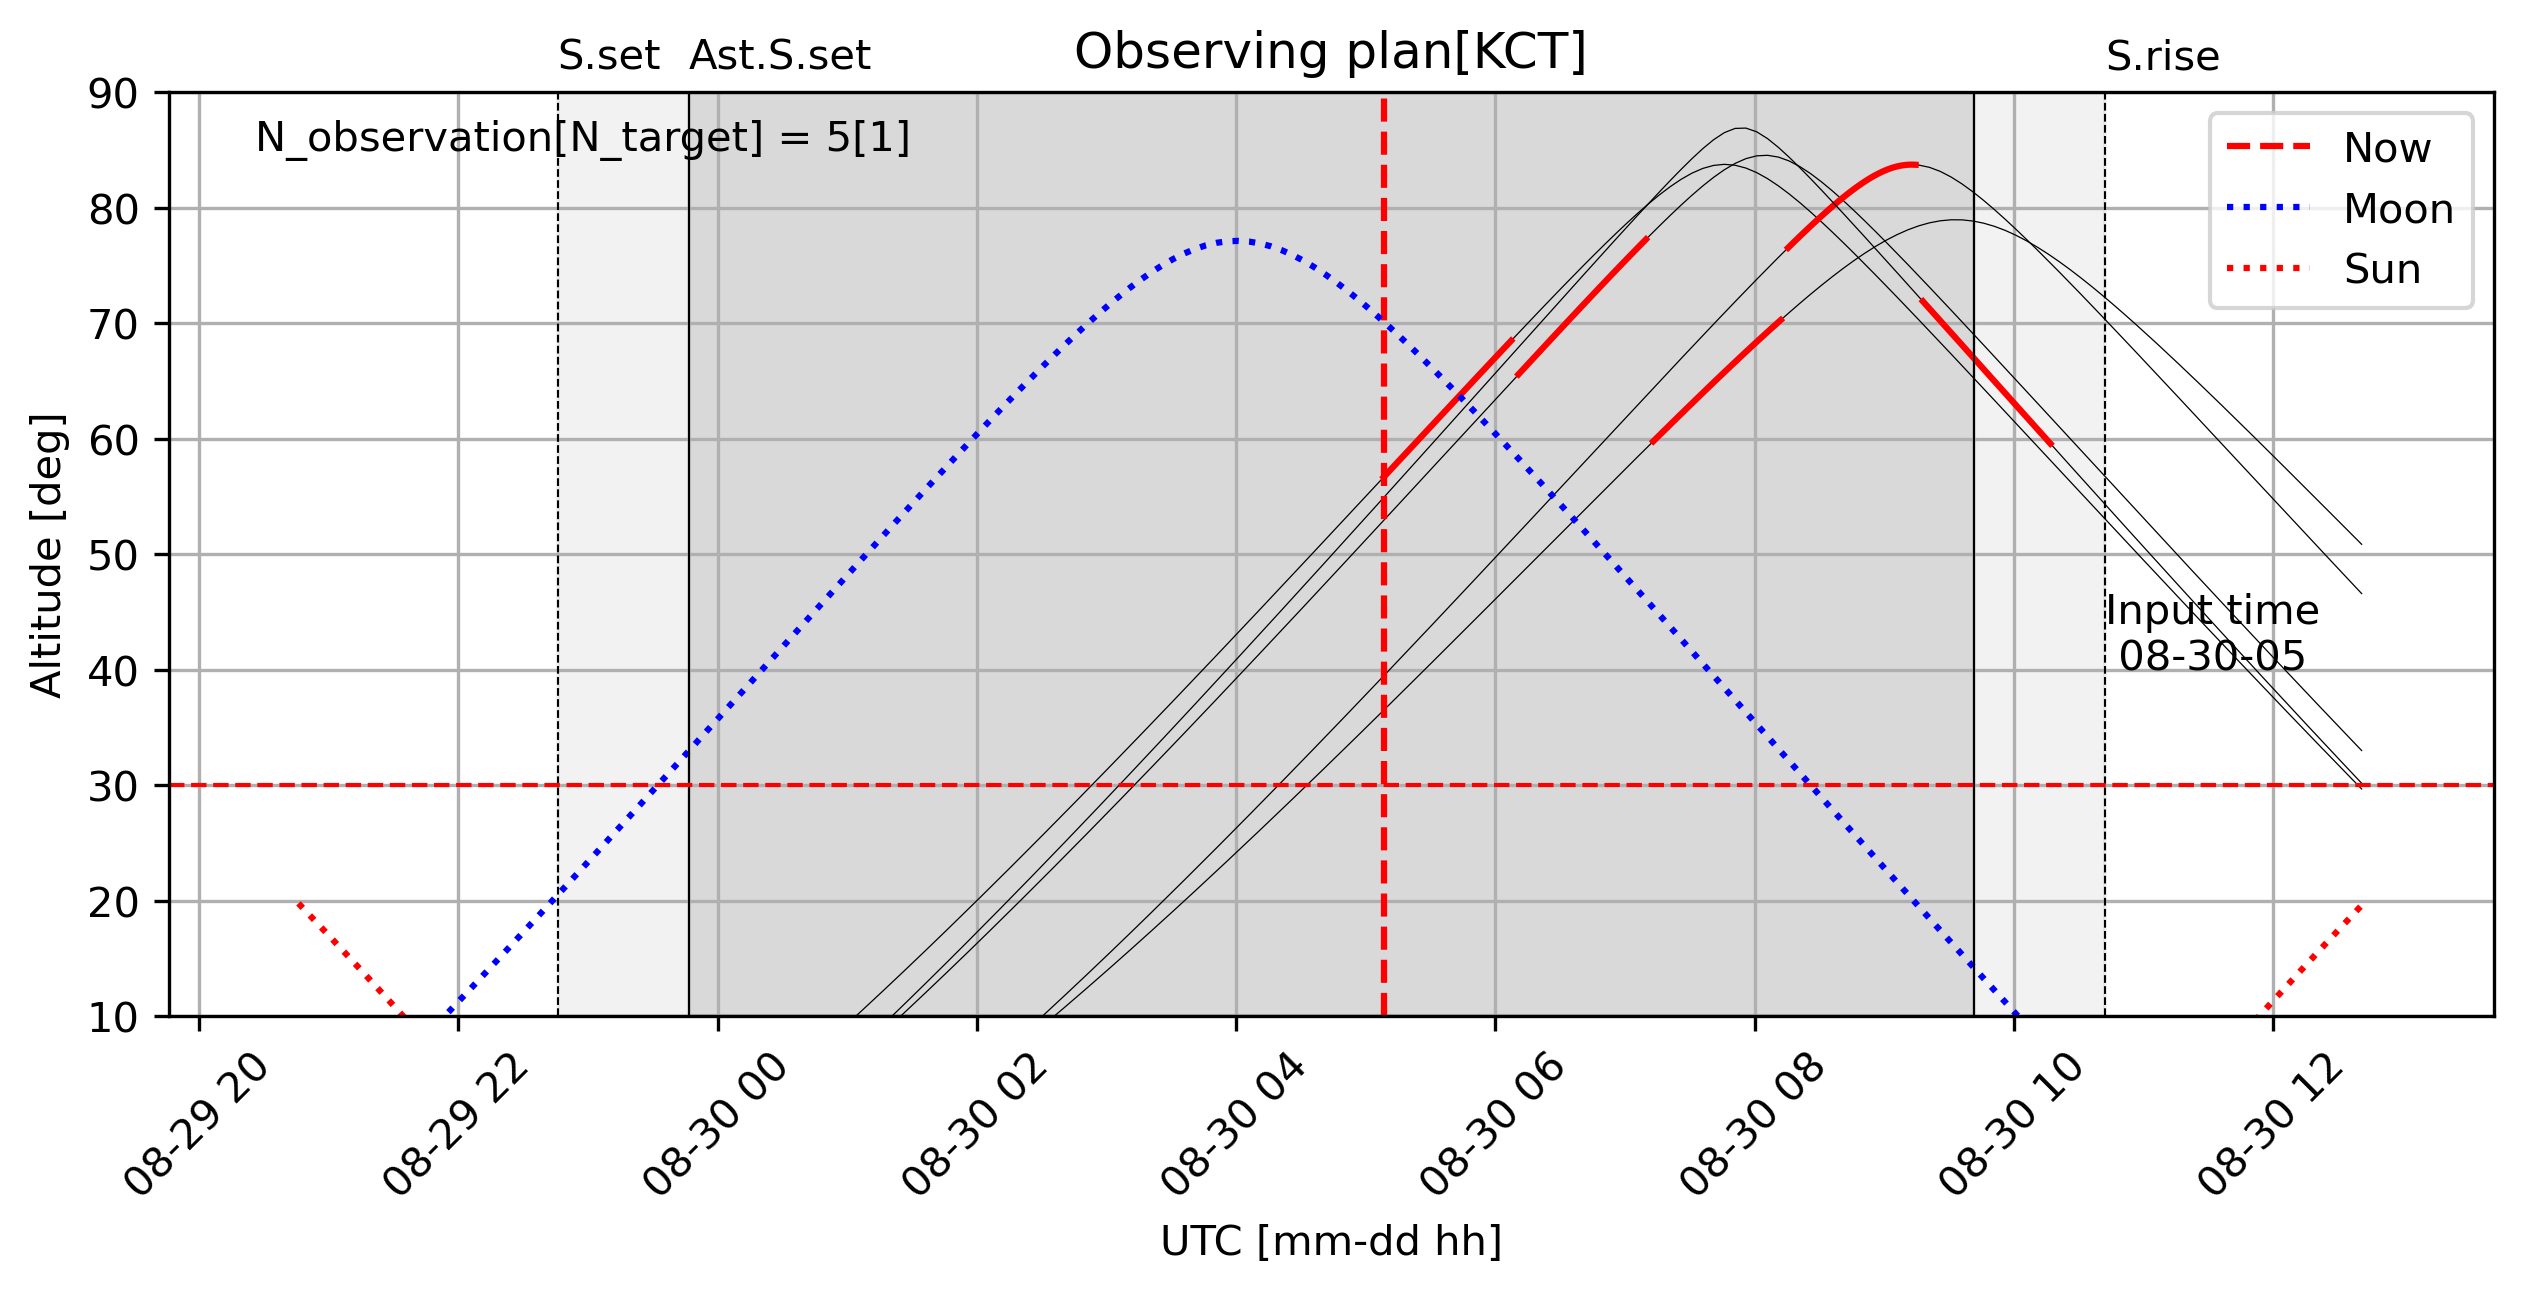 S.set Ast.S.set Observing plan[KCT] S.rise
N_observation[N_target] = 5[1]
Now
Moon
Sun
Input time
08-30-05
Altitude [deg]
90
80
70
60
50
40
30
20
10
08-29 20
08-29 22
08-30 00
08-30 02
08-30 04
08-30 06
08-30 08
08-30 10
08-30 12
UTC [mm-dd hh]